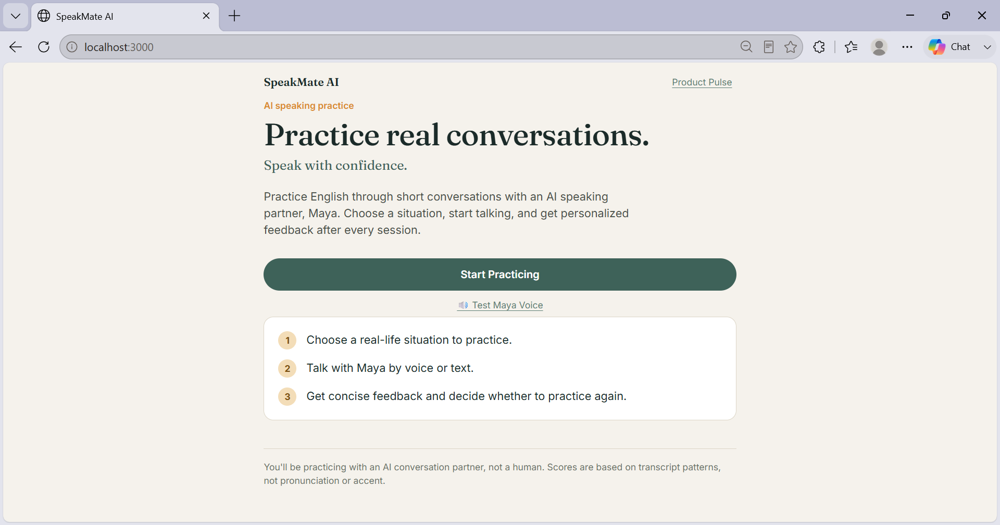 SpeakMate AI
localhost:3000
Chat
SpeakMate AI
Product Pulse
AI speaking practice
Practice real conversations.
Speak with confidence.
Practice English through short conversations with an AI speaking
partner, Maya. Choose a situation, start talking, and get personalized
feedback after every session.
Start Practicing
Test Maya Voice
1 Choose a real-life situation to practice.
2 Talk with Maya by voice or text.
3 Get concise feedback and decide whether to practice again.
You'll be practicing with an AI conversation partner, not a human. Scores are based on transcript patterns,
not pronunciation or accent.